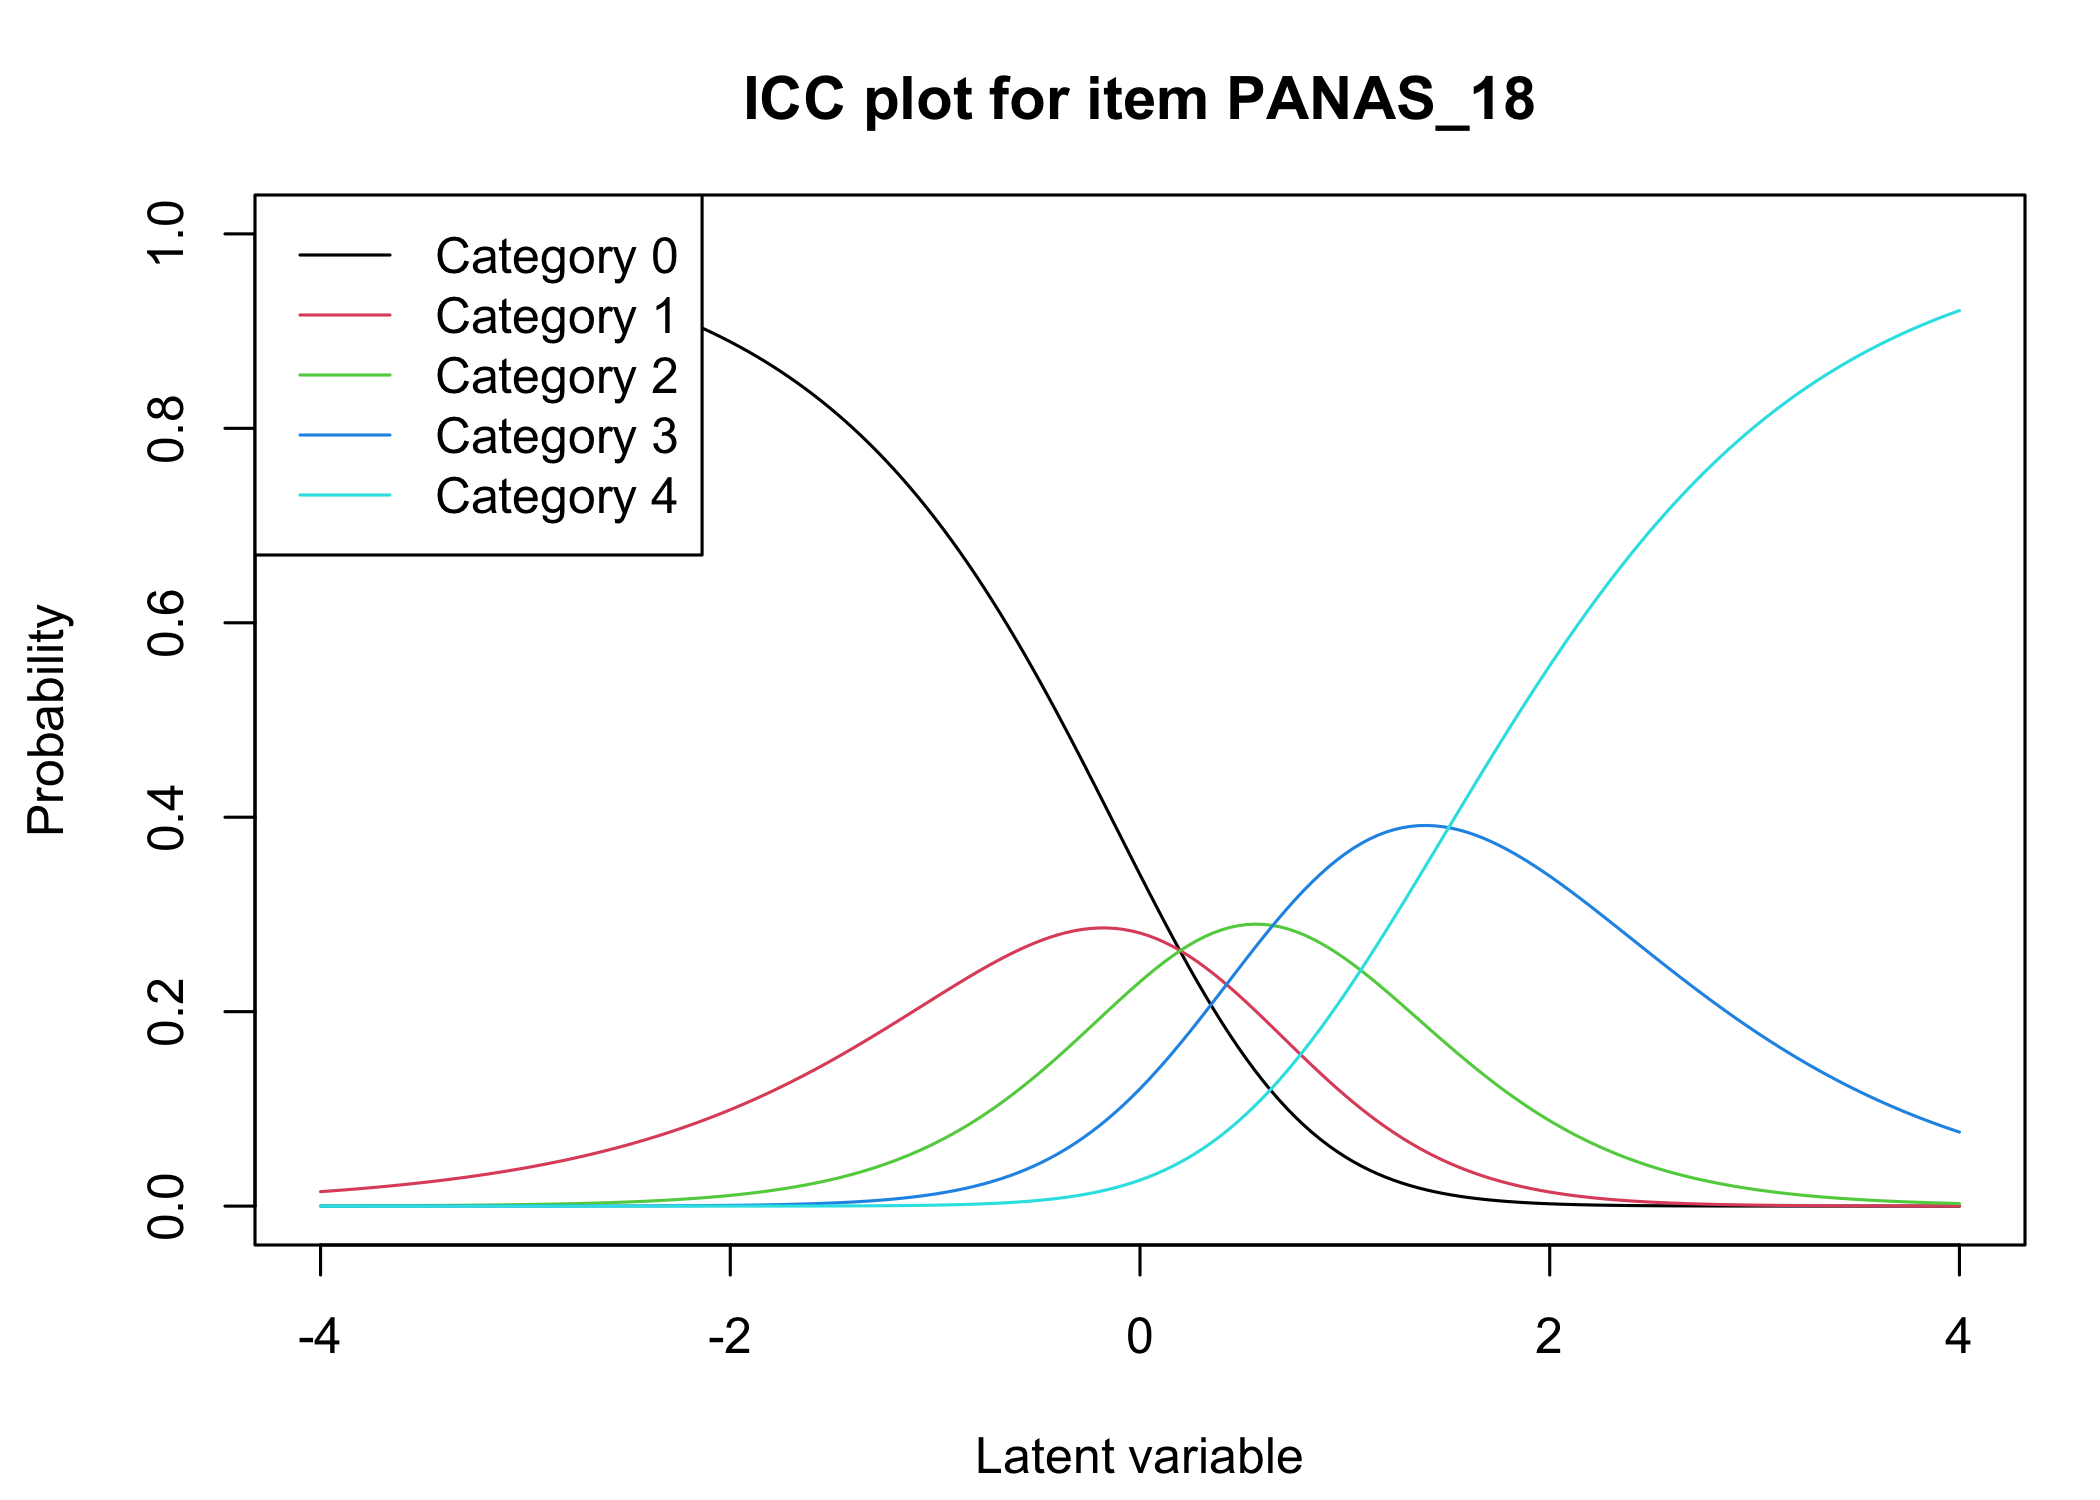 ICC plot for item PANAS_18
Category 0
Category 1
Category 2
Category 3
Category 4
Probability
1.0
0.8
0.6
0.4
0.2
0.0
-4 -2 0 2 4
Latent variable